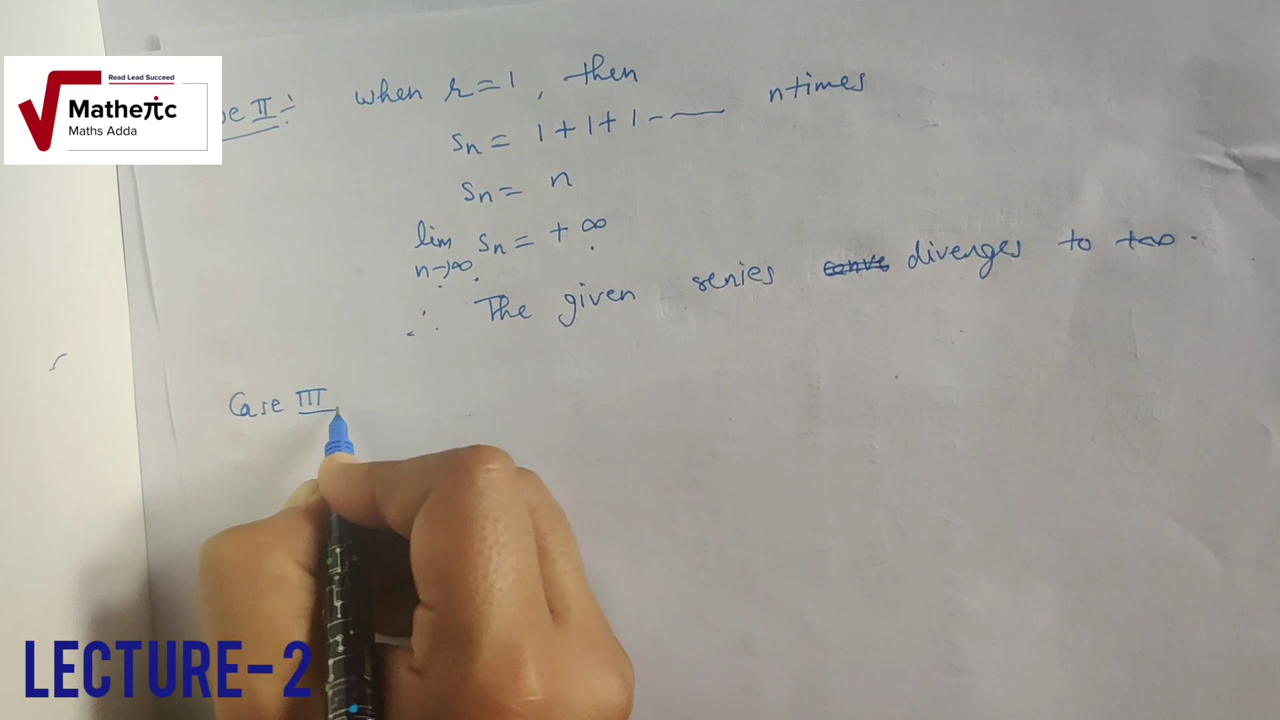 Read Lead Succeed
Matheπc
Maths Adda
se II :-
when r = 1, then
Sn = 1 + 1 + 1 - — n times
Sn = n
lim Sn = + ∞
n→∞
∴ The given series diverges to +∞.
Case III
LECTURE- 2